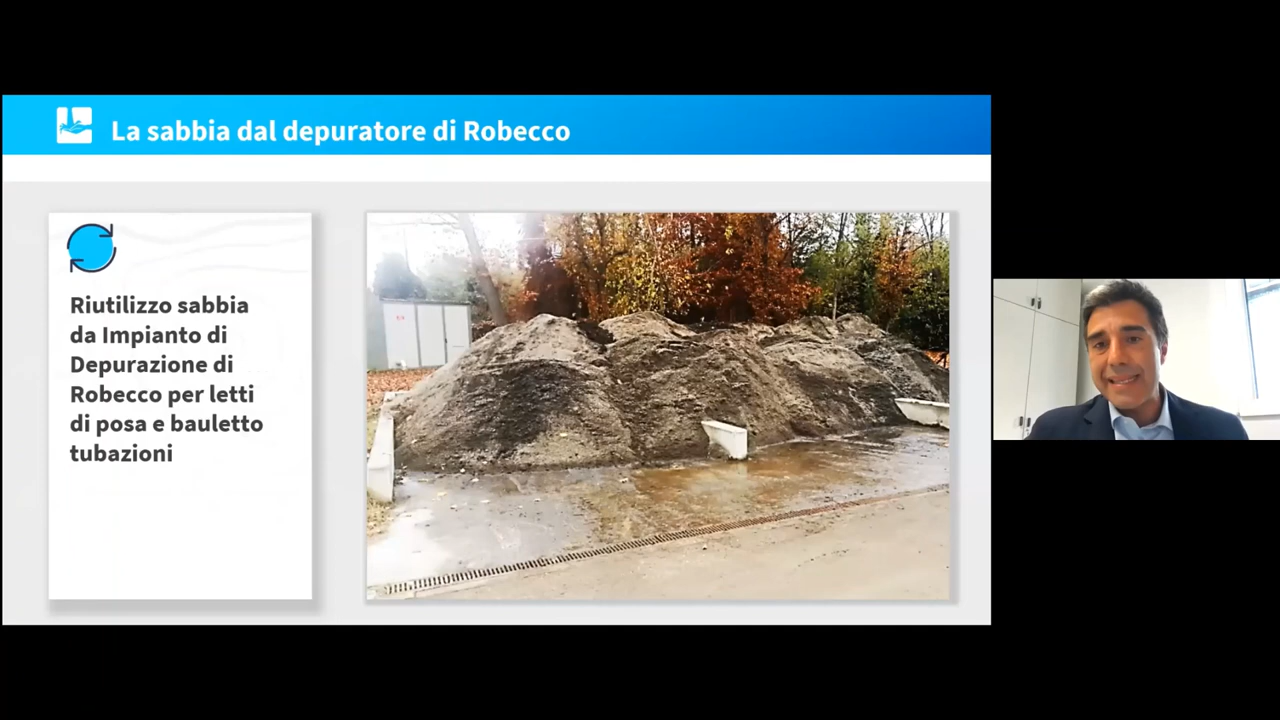 La sabbia dal depuratore di Robecco
Riutilizzo sabbia
da Impianto di
Depurazione di
Robecco per letti
di posa e bauletto
tubazioni